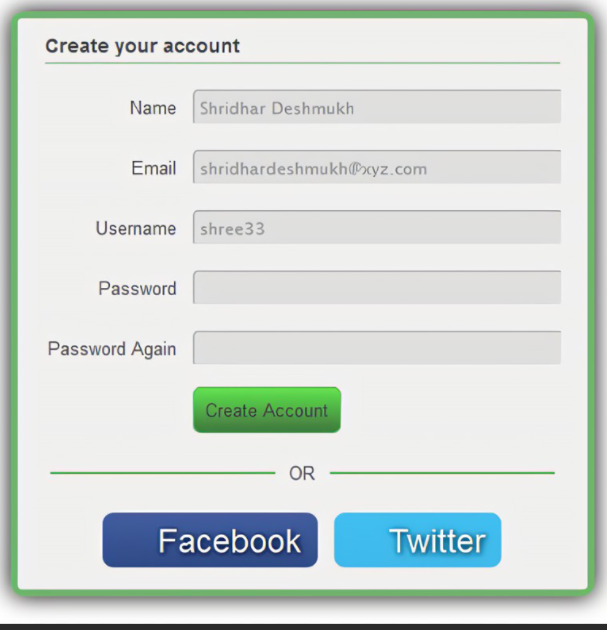 Create your account
Name Shridhar Deshmukh
Email shridhardeshmukh@xyz.com
Username shree33
Password
Password Again
Create Account
OR
Facebook Twitter